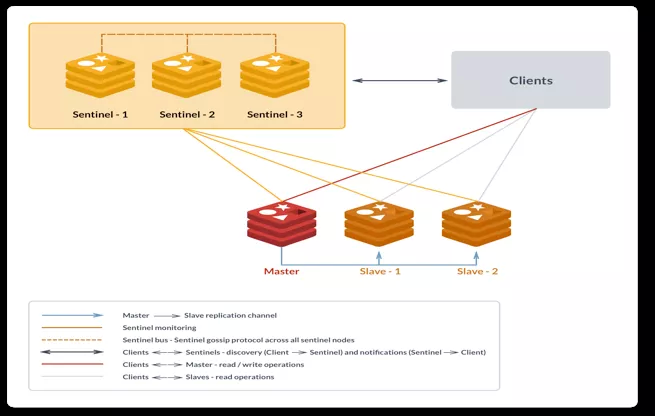 Sentinel - 1
Sentinel - 2
Sentinel - 3
Clients
Master
Slave - 1
Slave - 2
Master Slave replication channel
Sentinel monitoring
Sentinel bus - Sentinel gossip protocol across all sentinel nodes
Clients Sentinels - discovery (Client Sentinel) and notifications (Sentinel Client)
Clients Master - read / write operations
Clients Slaves - read operations